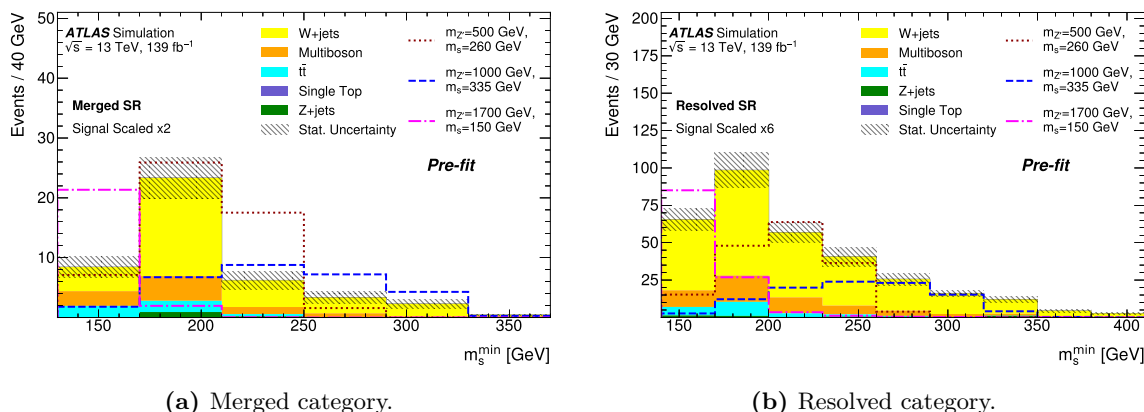 Events / 40 GeV
50
40
30
20
10
ATLAS Simulation
√s = 13 TeV, 139 fb⁻¹
Merged SR
Signal Scaled x2
W+jets
Multiboson
tt̄
Single Top
Z+jets
Stat. Uncertainty
m_Z'=500 GeV,
m_s=260 GeV
m_Z'=1000 GeV,
m_s=335 GeV
m_Z'=1700 GeV,
m_s=150 GeV
Pre-fit
150 200 250 300 350
m_s^min [GeV]
(a) Merged category.
Events / 30 GeV
200
175
150
125
100
75
50
25
ATLAS Simulation
√s = 13 TeV, 139 fb⁻¹
Resolved SR
Signal Scaled x6
W+jets
Multiboson
tt̄
Z+jets
Single Top
Stat. Uncertainty
m_Z'=500 GeV,
m_s=260 GeV
m_Z'=1000 GeV,
m_s=335 GeV
m_Z'=1700 GeV,
m_s=150 GeV
Pre-fit
150 200 250 300 350 400
m_s^min [GeV]
(b) Resolved category.